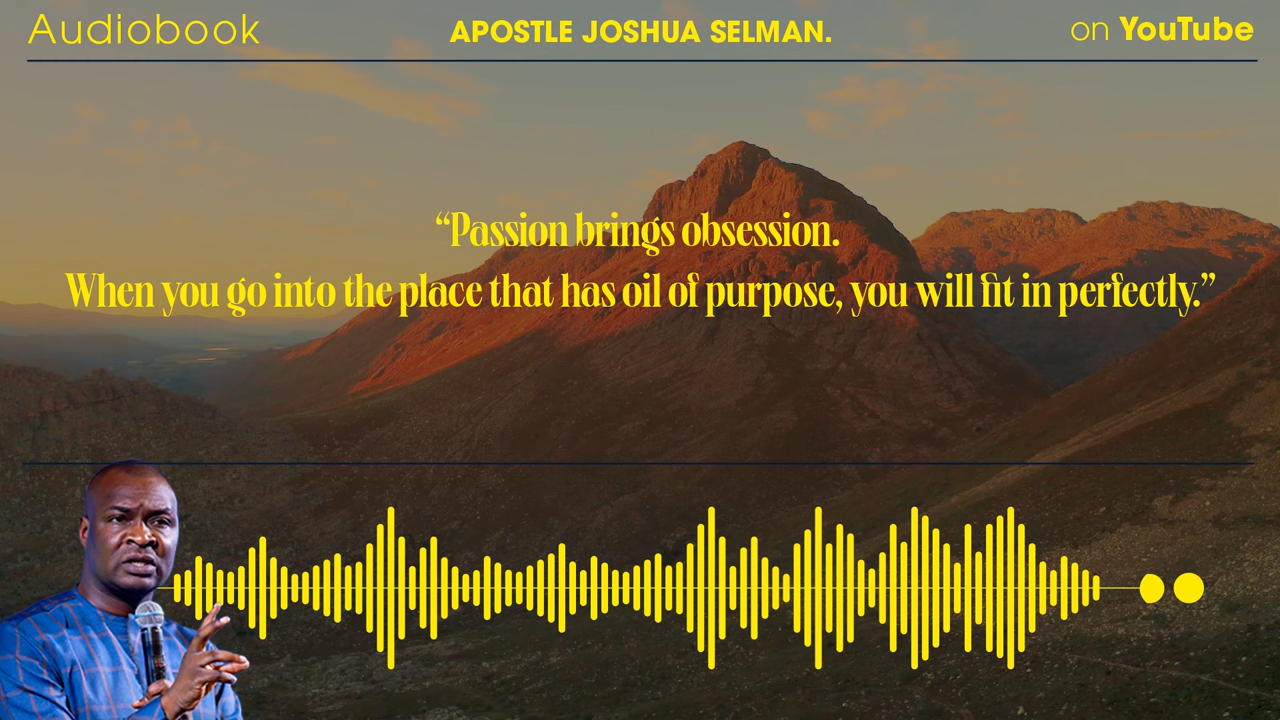 Audiobook
APOSTLE JOSHUA SELMAN.
on YouTube
“Passion brings obsession.
When you go into the place that has oil of purpose, you will fit in perfectly.”